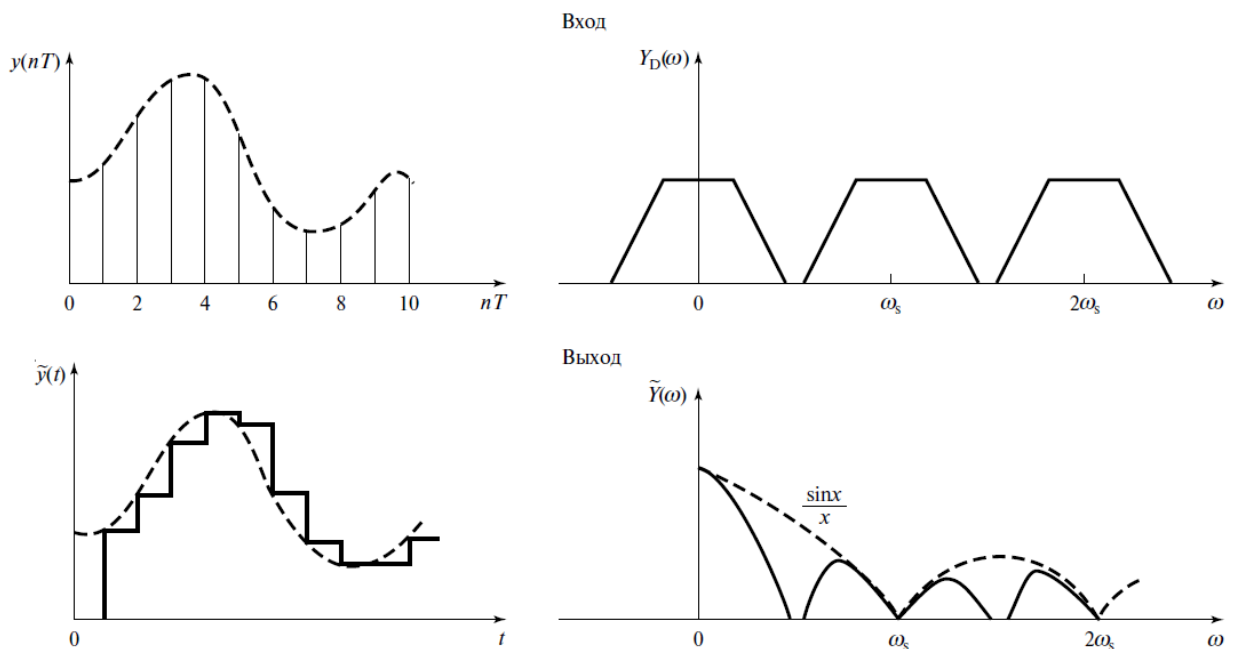 Вход
y(nT)
0 2 4 6 8 10 nT
Y_D(ω)
0 ω_s 2ω_s ω
Выход
ỹ(t)
0 t
Ỹ(ω)
sinx
x
0 ω_s 2ω_s ω